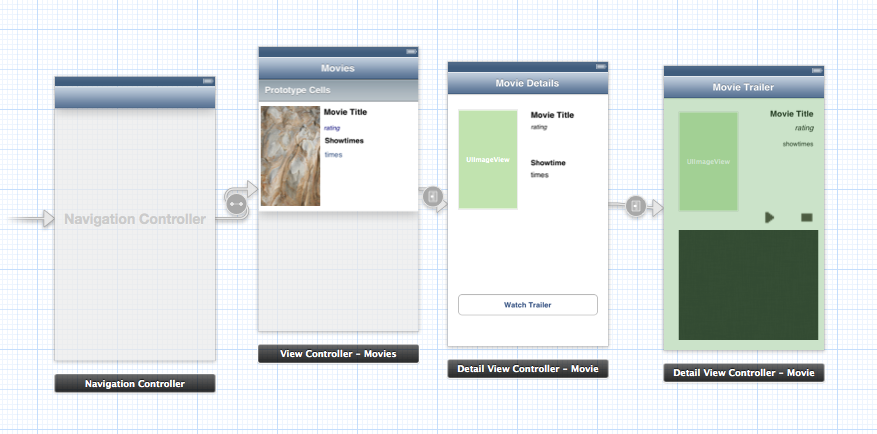 Navigation Controller
Navigation Controller
Movies
Prototype Cells
Movie Title
rating
Showtimes
times
View Controller – Movies
Movie Details
UIImageView
Movie Title
rating
Showtime
times
Watch Trailer
Detail View Controller – Movie
Movie Trailer
UIImageView
Movie Title
rating
showtimes
Detail View Controller – Movie